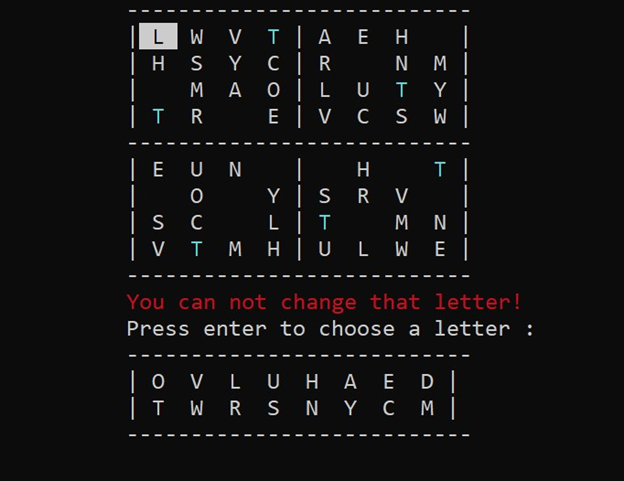 ---------------------------
| L W V T | A E H   |
| H S Y C | R   N M |
|   M A O | L U T Y |
| T R   E | V C S W |
---------------------------
| E U N   |   H   T |
|   O   Y | S R V   |
| S C   L | T   M N |
| V T M H | U L W E |
---------------------------
You can not change that letter!
Press enter to choose a letter :
---------------------------
| O V L U H A E D |
| T W R S N Y C M |
---------------------------